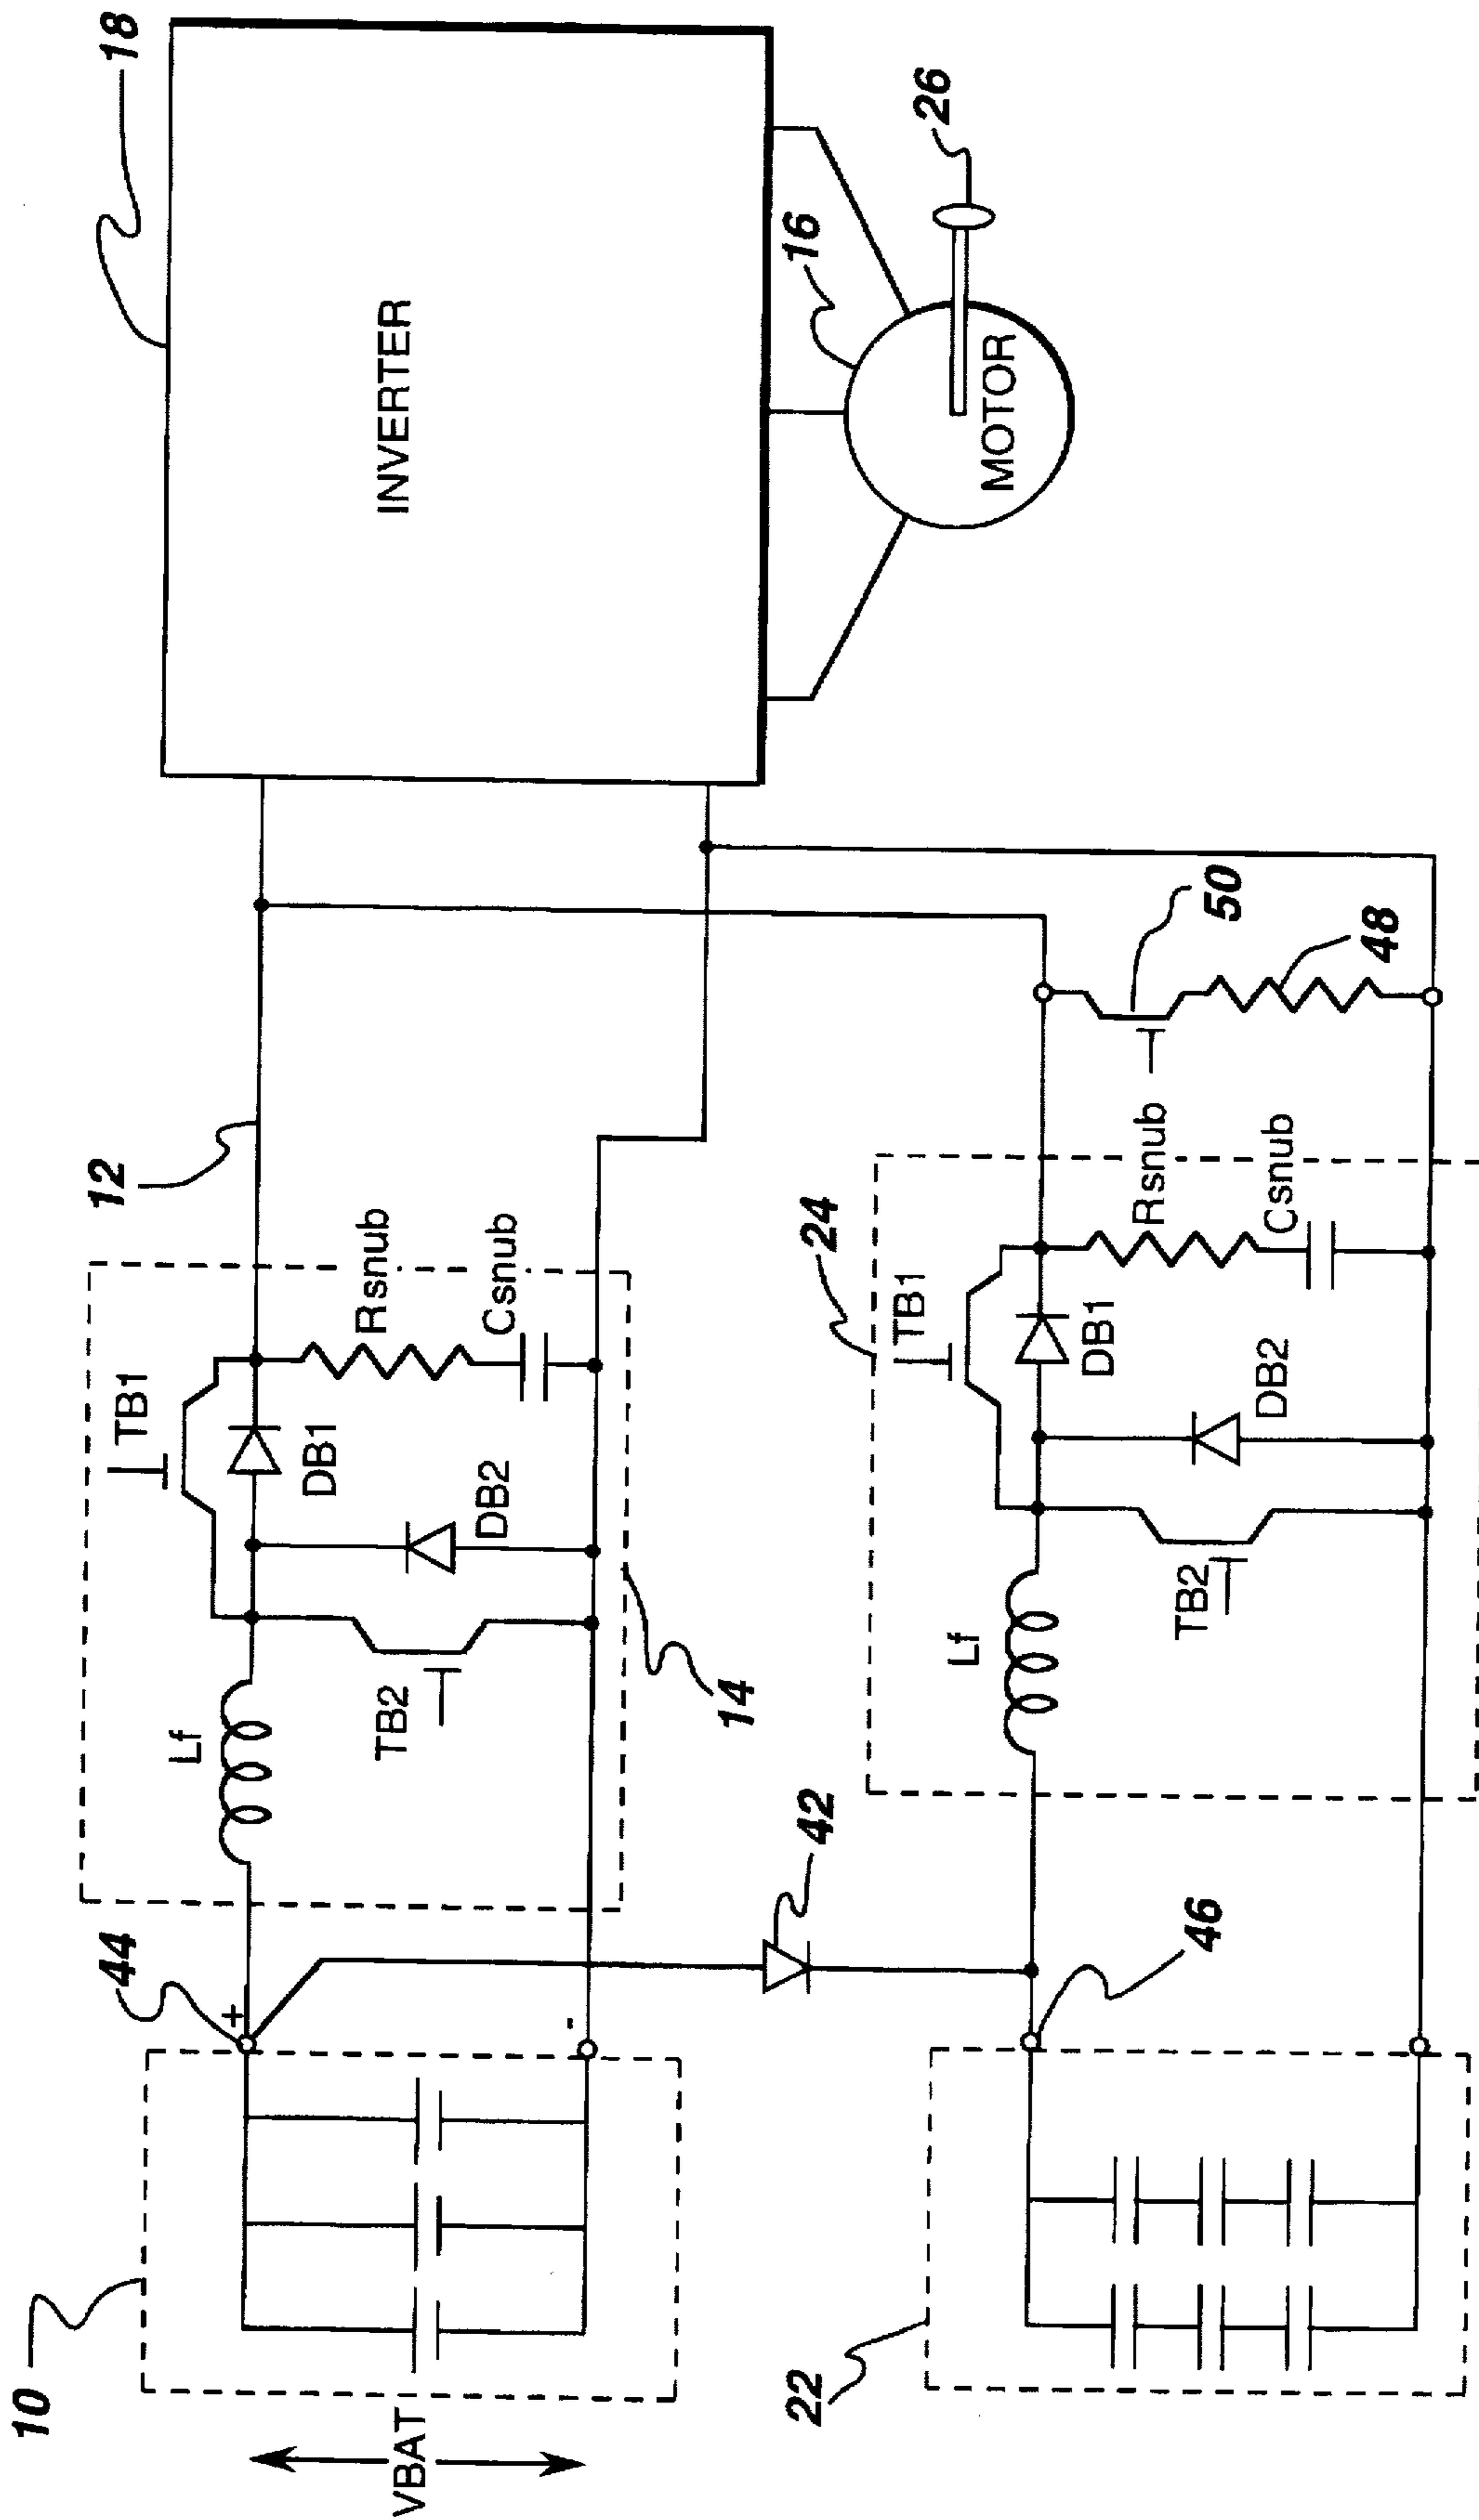 10
VBAT
44
+
-
Lf
TB1
DB1
TB2
DB2
Rsnub
Csnub
14
12
18
INVERTER
16
MOTOR
26
42
22
46
24
Lf
TB1
DB1
TB2
DB2
Rsnub
Csnub
50
48